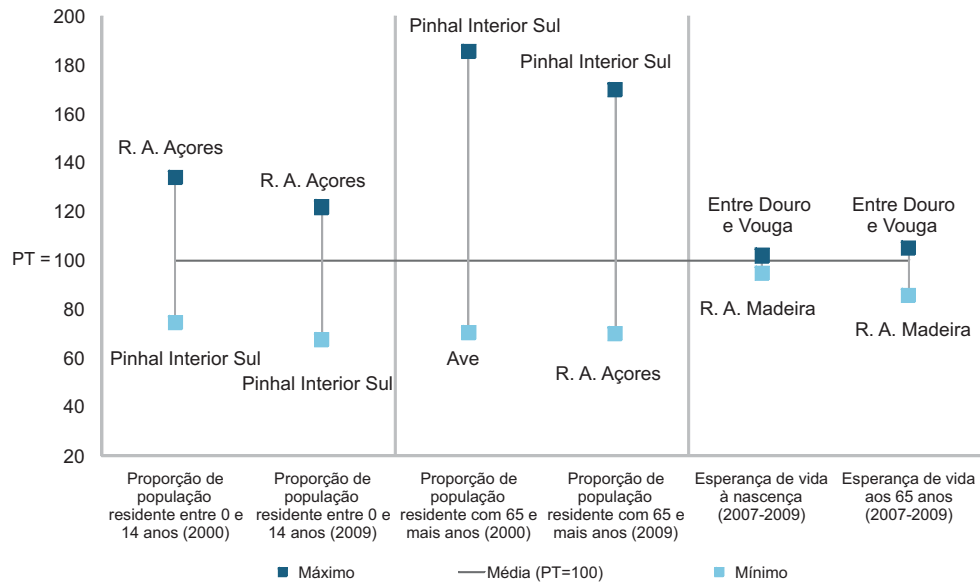 200
180
160
140
120
PT = 100
80
60
40
20
R. A. Açores
Pinhal Interior Sul
R. A. Açores
Pinhal Interior Sul
Pinhal Interior Sul
Ave
Pinhal Interior Sul
R. A. Açores
Entre Douro
e Vouga
R. A. Madeira
Entre Douro
e Vouga
R. A. Madeira
Proporção de
população
residente entre 0 e
14 anos (2000)
Proporção de
população
residente entre 0 e
14 anos (2009)
Proporção de
população
residente com 65 e
mais anos (2000)
Proporção de
população
residente com 65 e
mais anos (2009)
Esperança de vida
à nascença
(2007-2009)
Esperança de vida
aos 65 anos
(2007-2009)
Máximo
Média (PT=100)
Mínimo